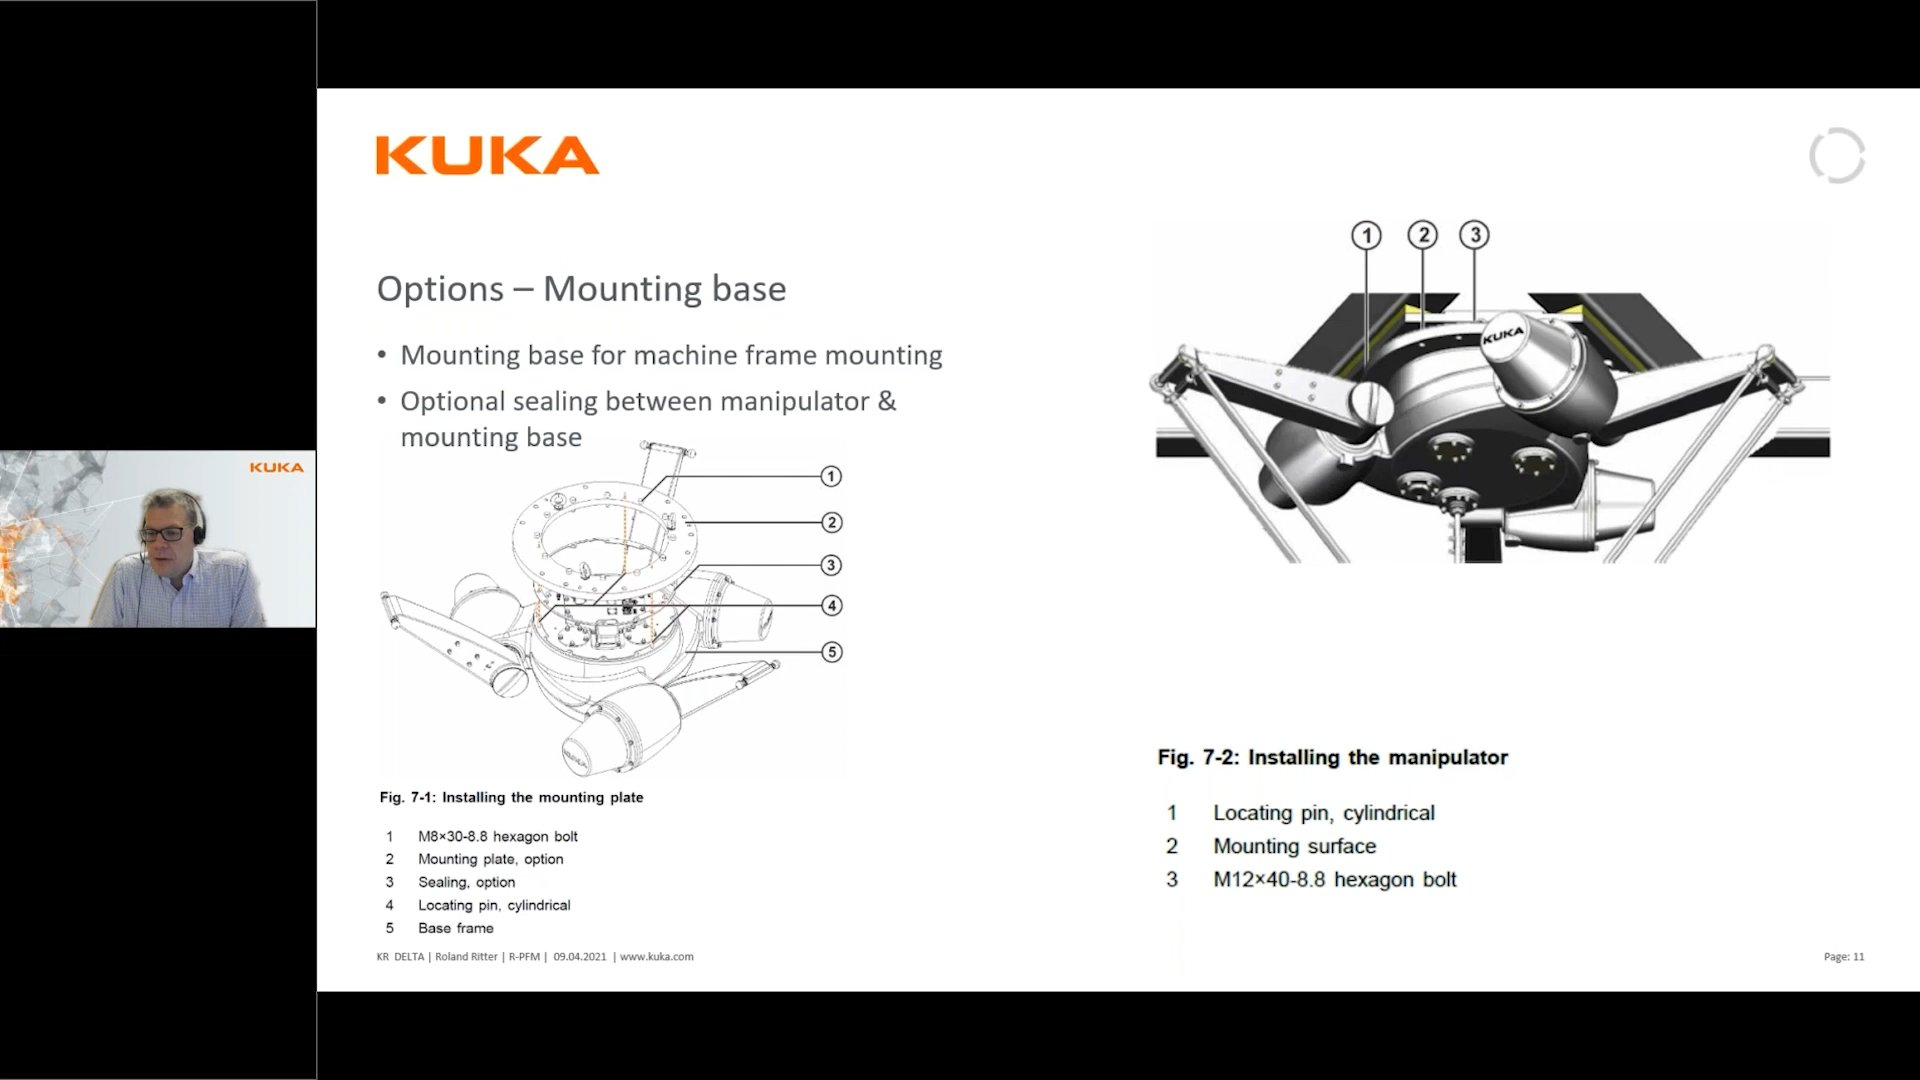 KUKA
KUKA
Options – Mounting base
• Mounting base for machine frame mounting
• Optional sealing between manipulator &
mounting base
1
2
3
4
5
KUKA
Fig. 7-1: Installing the mounting plate
1 M8×30-8.8 hexagon bolt
2 Mounting plate, option
3 Sealing, option
4 Locating pin, cylindrical
5 Base frame
1 2 3
KUKA
Fig. 7-2: Installing the manipulator
1 Locating pin, cylindrical
2 Mounting surface
3 M12×40-8.8 hexagon bolt
KR DELTA | Roland Ritter | R-PFM | 09.04.2021 | www.kuka.com
Page: 11